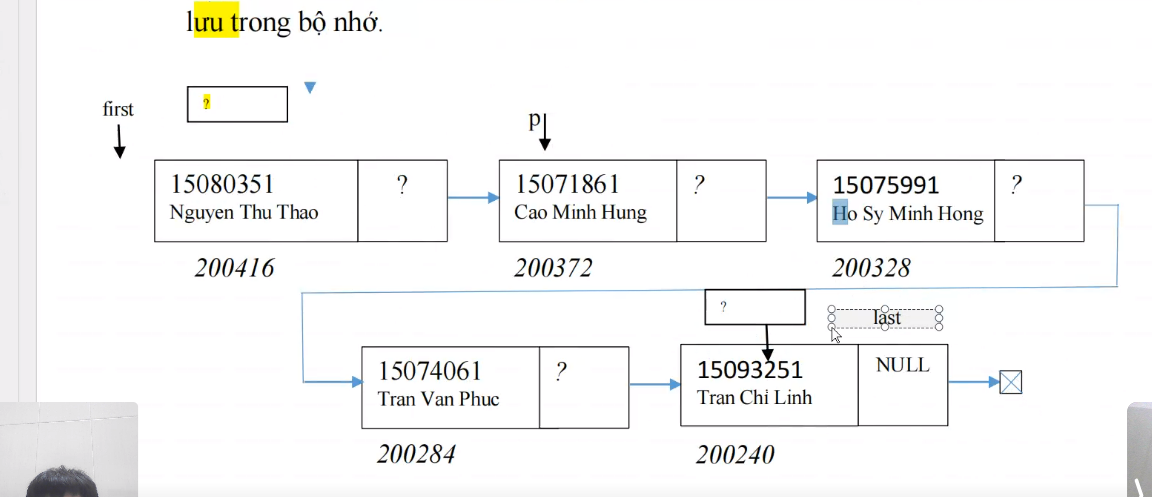 lưu trong bộ nhớ.
first
?
p
15080351
Nguyen Thu Thao
?
15071861
Cao Minh Hung
?
15075991
Ho Sy Minh Hong
?
200416
200372
200328
?
last
15074061
Tran Van Phuc
?
15093251
Tran Chi Linh
NULL
200284
200240